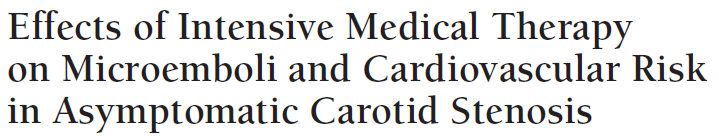 Effects of Intensive Medical Therapy
on Microemboli and Cardiovascular Risk
in Asymptomatic Carotid Stenosis